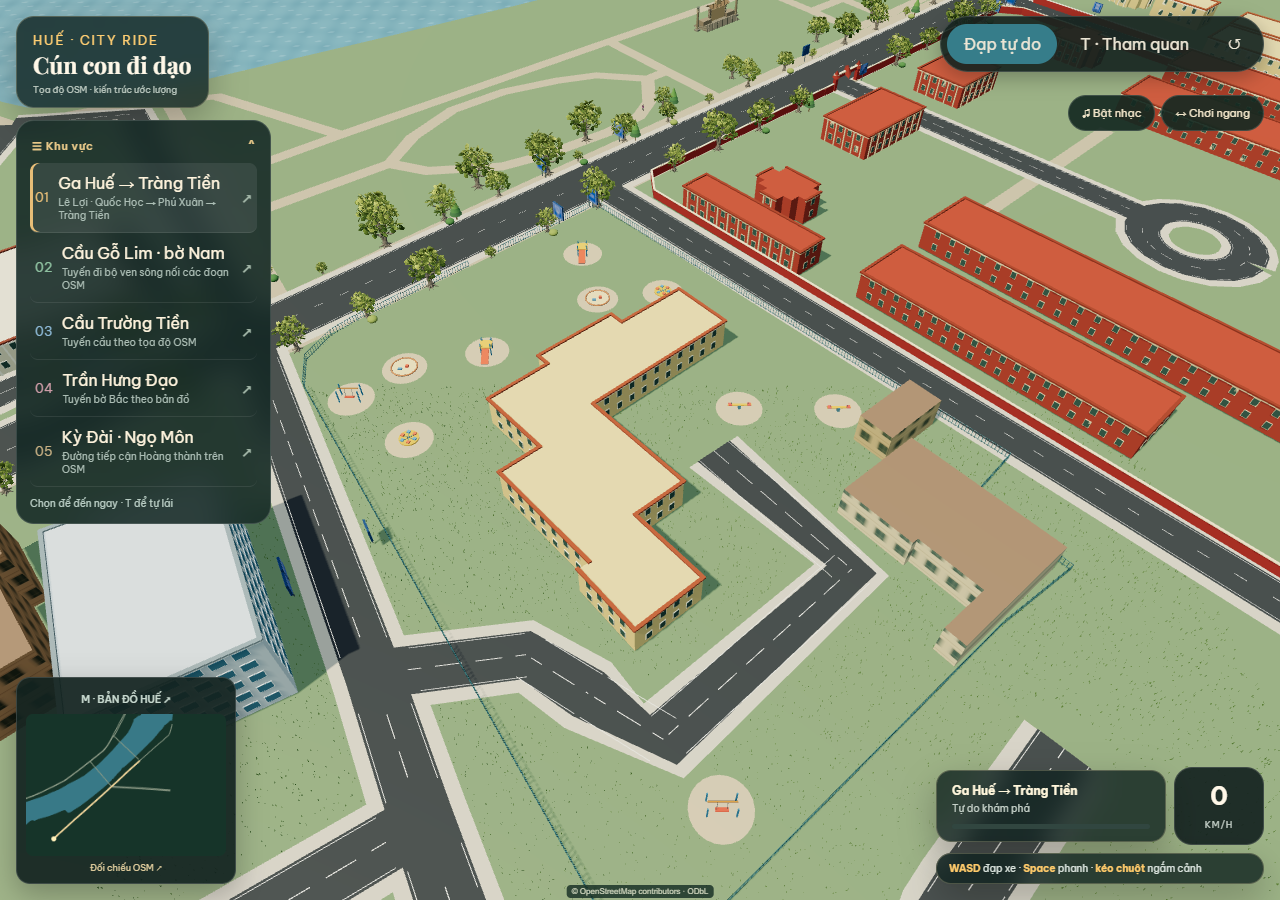 HUẾ · CITY RIDE
Cún con đi dạo
Tọa độ OSM · kiến trúc ước lượng
☰ Khu vực
01 Ga Huế → Tràng Tiền ↗
Lê Lợi · Quốc Học → Phú Xuân →
Tràng Tiền
02 Cầu Gỗ Lim · bờ Nam ↗
Tuyến đi bộ ven sông nối các đoạn
OSM
03 Cầu Trường Tiền ↗
Tuyến cầu theo tọa độ OSM
04 Trần Hưng Đạo ↗
Tuyến bờ Bắc theo bản đồ
05 Kỳ Đài · Ngọ Môn ↗
Đường tiếp cận Hoàng thành trên
OSM
Chọn để đến ngay · T để tự lái
Đạp tự do
T · Tham quan
↺
♫ Bật nhạc
↔ Chơi ngang
M · BẢN ĐỒ HUẾ ↗
Đối chiếu OSM ↗
Ga Huế → Tràng Tiền
Tự do khám phá
0
KM/H
WASD đạp xe · Space phanh · kéo chuột ngắm cảnh
© OpenStreetMap contributors · ODbL